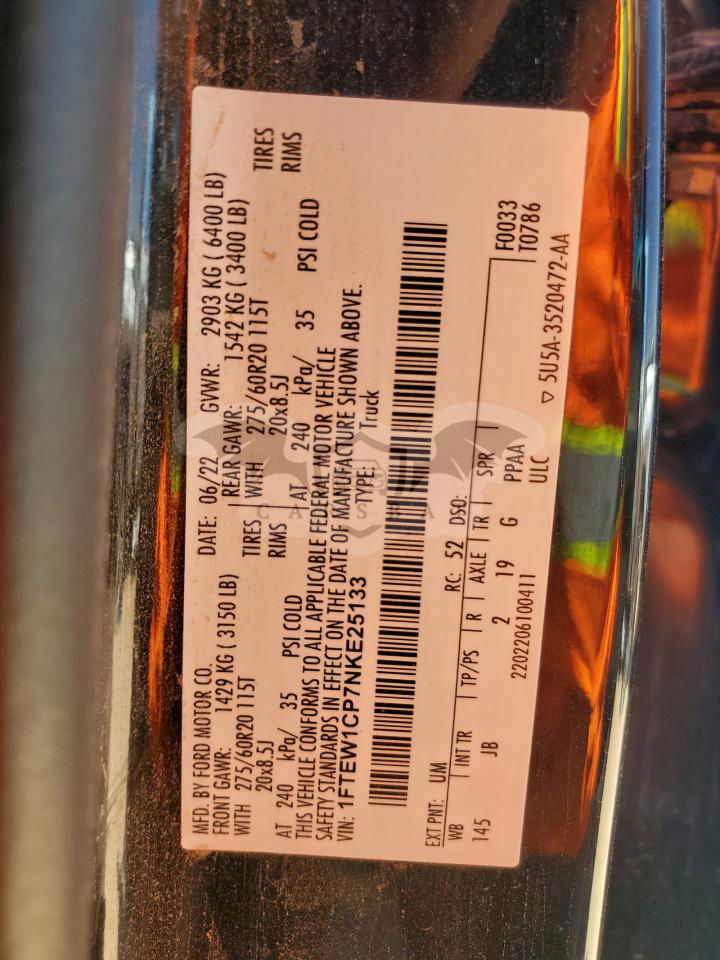 MFD. BY FORD MOTOR CO.
DATE: 06/22 GVWR: 2903 KG ( 6400 LB)
FRONT GAWR: 1429 KG ( 3150 LB)
REAR GAWR: 1542 KG ( 3400 LB)
WITH 275/60R20 115T TIRES WITH 275/60R20 115T TIRES
20x8.5J RIMS 20x8.5J RIMS
AT 240 kPa/ 35 PSI COLD AT 240 kPa/ 35 PSI COLD
THIS VEHICLE CONFORMS TO ALL APPLICABLE FEDERAL MOTOR VEHICLE
SAFETY STANDARDS IN EFFECT ON THE DATE OF MANUFACTURE SHOWN ABOVE.
VIN: 1FTEW1CP7NKE25133 TYPE: Truck
EXT PNT: UM RC: 52 DSO:
WB INT TR TP/PS R AXLE TR SPR F0033
145 JB 2 19 G PPAA T0786
2202206100411 ULC ▽ 5U5A-3520472-AA